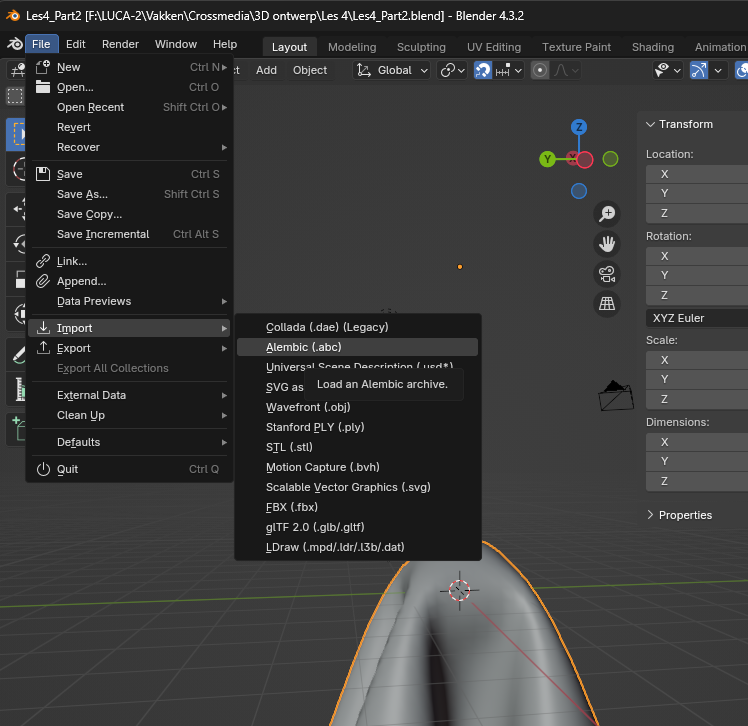 Les4_Part2 [F:\LUCA-2\Vakken\Crossmedia\3D ontwerp\Les 4\Les4_Part2.blend] - Blender 4.3.2
File Edit Render Window Help Layout Modeling Sculpting UV Editing Texture Paint Shading Animation
Add Object Global
New Ctrl N
Open... Ctrl O
Open Recent Shift Ctrl O
Revert
Recover
Save Ctrl S
Save As... Shift Ctrl S
Save Copy...
Save Incremental Ctrl Alt S
Link...
Append...
Data Previews
Import
Export
Export All Collections
External Data
Clean Up
Defaults
Quit Ctrl Q
Collada (.dae) (Legacy)
Alembic (.abc)
Universal Scene Description (.usd*)
SVG as
Load an Alembic archive.
Wavefront (.obj)
Stanford PLY (.ply)
STL (.stl)
Motion Capture (.bvh)
Scalable Vector Graphics (.svg)
FBX (.fbx)
glTF 2.0 (.glb/.gltf)
LDraw (.mpd/.ldr/.l3b/.dat)
Z
Y
X
Transform
Location:
X
Y
Z
Rotation:
X
Y
Z
XYZ Euler
Scale:
X
Y
Z
Dimensions:
X
Y
Z
Properties